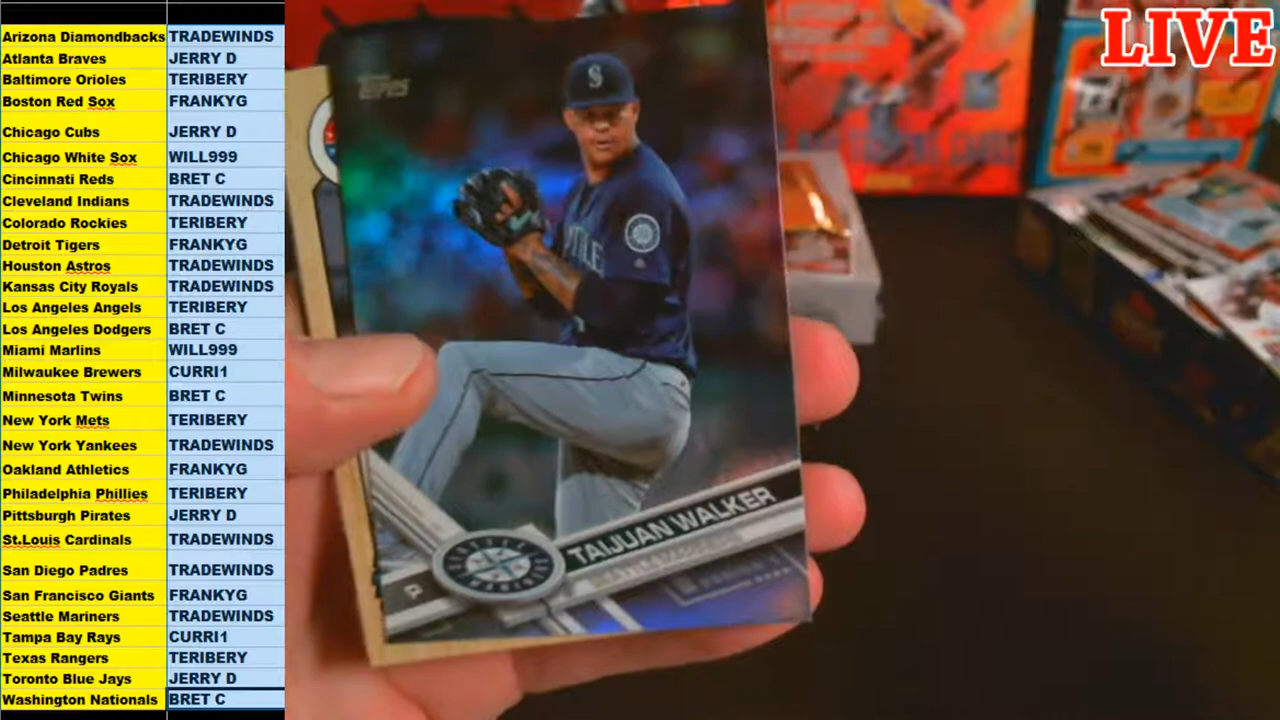 Arizona Diamondbacks TRADEWINDS
Atlanta Braves JERRY D
Baltimore Orioles TERIBERY
Boston Red Sox FRANKYG
Chicago Cubs JERRY D
Chicago White Sox WILL999
Cincinnati Reds BRET C
Cleveland Indians TRADEWINDS
Colorado Rockies TERIBERY
Detroit Tigers FRANKYG
Houston Astros TRADEWINDS
Kansas City Royals TRADEWINDS
Los Angeles Angels TERIBERY
Los Angeles Dodgers BRET C
Miami Marlins WILL999
Milwaukee Brewers CURRI1
Minnesota Twins BRET C
New York Mets TERIBERY
New York Yankees TRADEWINDS
Oakland Athletics FRANKYG
Philadelphia Phillies TERIBERY
Pittsburgh Pirates JERRY D
St.Louis Cardinals TRADEWINDS
San Diego Padres TRADEWINDS
San Francisco Giants FRANKYG
Seattle Mariners TRADEWINDS
Tampa Bay Rays CURRI1
Texas Rangers TERIBERY
Toronto Blue Jays JERRY D
Washington Nationals BRET C
LIVE
TOPPS
S
TAIJUAN WALKER
P